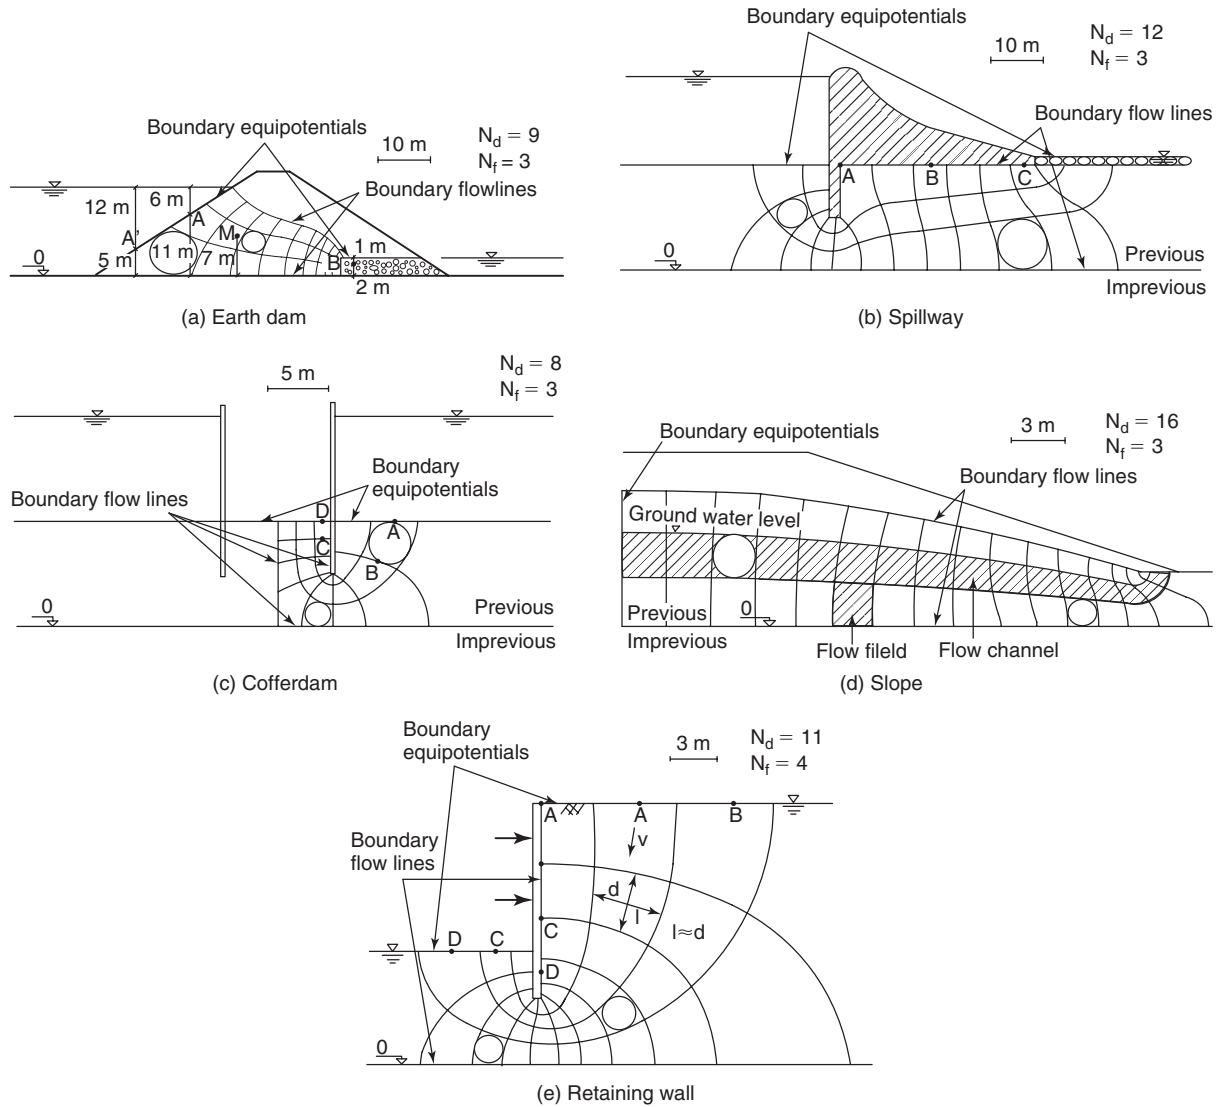 Boundary equipotentials
10 m
N_d = 9
N_f = 3
Boundary flowlines
12 m
6 m
A
A'
M
11 m
5 m
7 m
B
1 m
2 m
0
(a) Earth dam
Boundary equipotentials
10 m
N_d = 12
N_f = 3
Boundary flow lines
A
B
C
0
Previous
Imprevious
(b) Spillway
5 m
N_d = 8
N_f = 3
Boundary
equipotentials
Boundary flow lines
D
C
A
B
0
Previous
Imprevious
(c) Cofferdam
Boundary equipotentials
3 m
N_d = 16
N_f = 3
Boundary flow lines
Ground water level
0
Previous
Imprevious
Flow fileld
Flow channel
(d) Slope
Boundary
equipotentials
3 m
N_d = 11
N_f = 4
Boundary
flow lines
A
A
B
v
d
l
l≈d
C
D
C
D
0
(e) Retaining wall